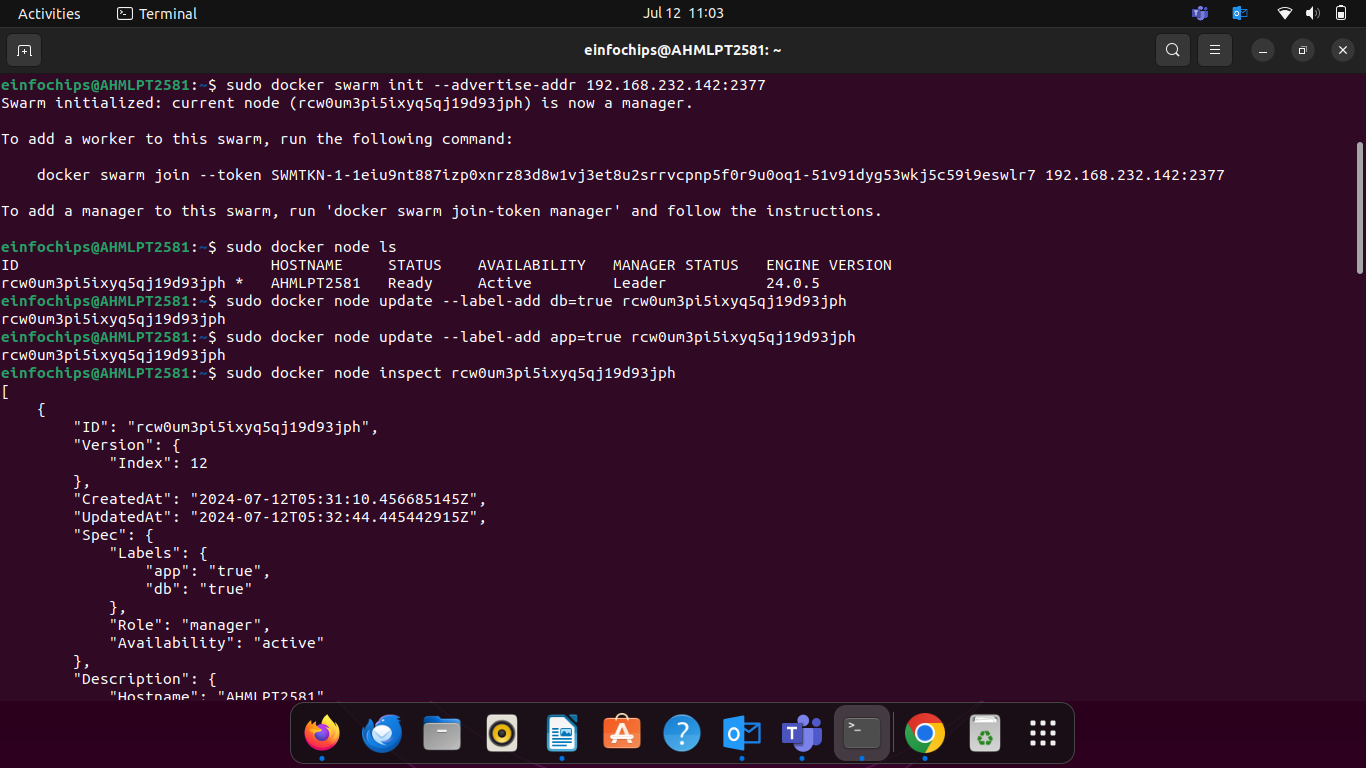 Activities
Terminal
Jul 12 11:03
einfochips@AHMLPT2581: ~
einfochips@AHMLPT2581:~$ sudo docker swarm init --advertise-addr 192.168.232.142:2377
Swarm initialized: current node (rcw0um3pi5ixyq5qj19d93jph) is now a manager.
To add a worker to this swarm, run the following command:
docker swarm join --token SWMTKN-1-1eiu9nt887izp0xnrz83d8w1vj3et8u2srrvcpnp5f0r9u0oq1-51v91dyg53wkj5c59i9eswlr7 192.168.232.142:2377
To add a manager to this swarm, run 'docker swarm join-token manager' and follow the instructions.
einfochips@AHMLPT2581:~$ sudo docker node ls
ID HOSTNAME STATUS AVAILABILITY MANAGER STATUS ENGINE VERSION
rcw0um3pi5ixyq5qj19d93jph * AHMLPT2581 Ready Active Leader 24.0.5
einfochips@AHMLPT2581:~$ sudo docker node update --label-add db=true rcw0um3pi5ixyq5qj19d93jph
rcw0um3pi5ixyq5qj19d93jph
einfochips@AHMLPT2581:~$ sudo docker node update --label-add app=true rcw0um3pi5ixyq5qj19d93jph
rcw0um3pi5ixyq5qj19d93jph
einfochips@AHMLPT2581:~$ sudo docker node inspect rcw0um3pi5ixyq5qj19d93jph
[
{
"ID": "rcw0um3pi5ixyq5qj19d93jph",
"Version": {
"Index": 12
},
"CreatedAt": "2024-07-12T05:31:10.456685145Z",
"UpdatedAt": "2024-07-12T05:32:44.445442915Z",
"Spec": {
"Labels": {
"app": "true",
"db": "true"
},
"Role": "manager",
"Availability": "active"
},
"Description": {
"Hostname": "AHMLPT2581"